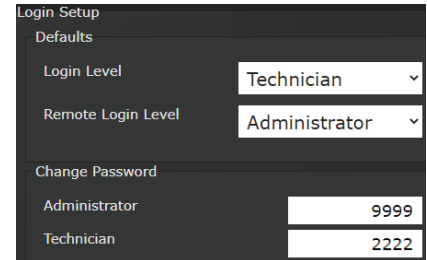 Login Setup
Defaults
Login Level Technician
Remote Login Level Administrator
Change Password
Administrator 9999
Technician 2222